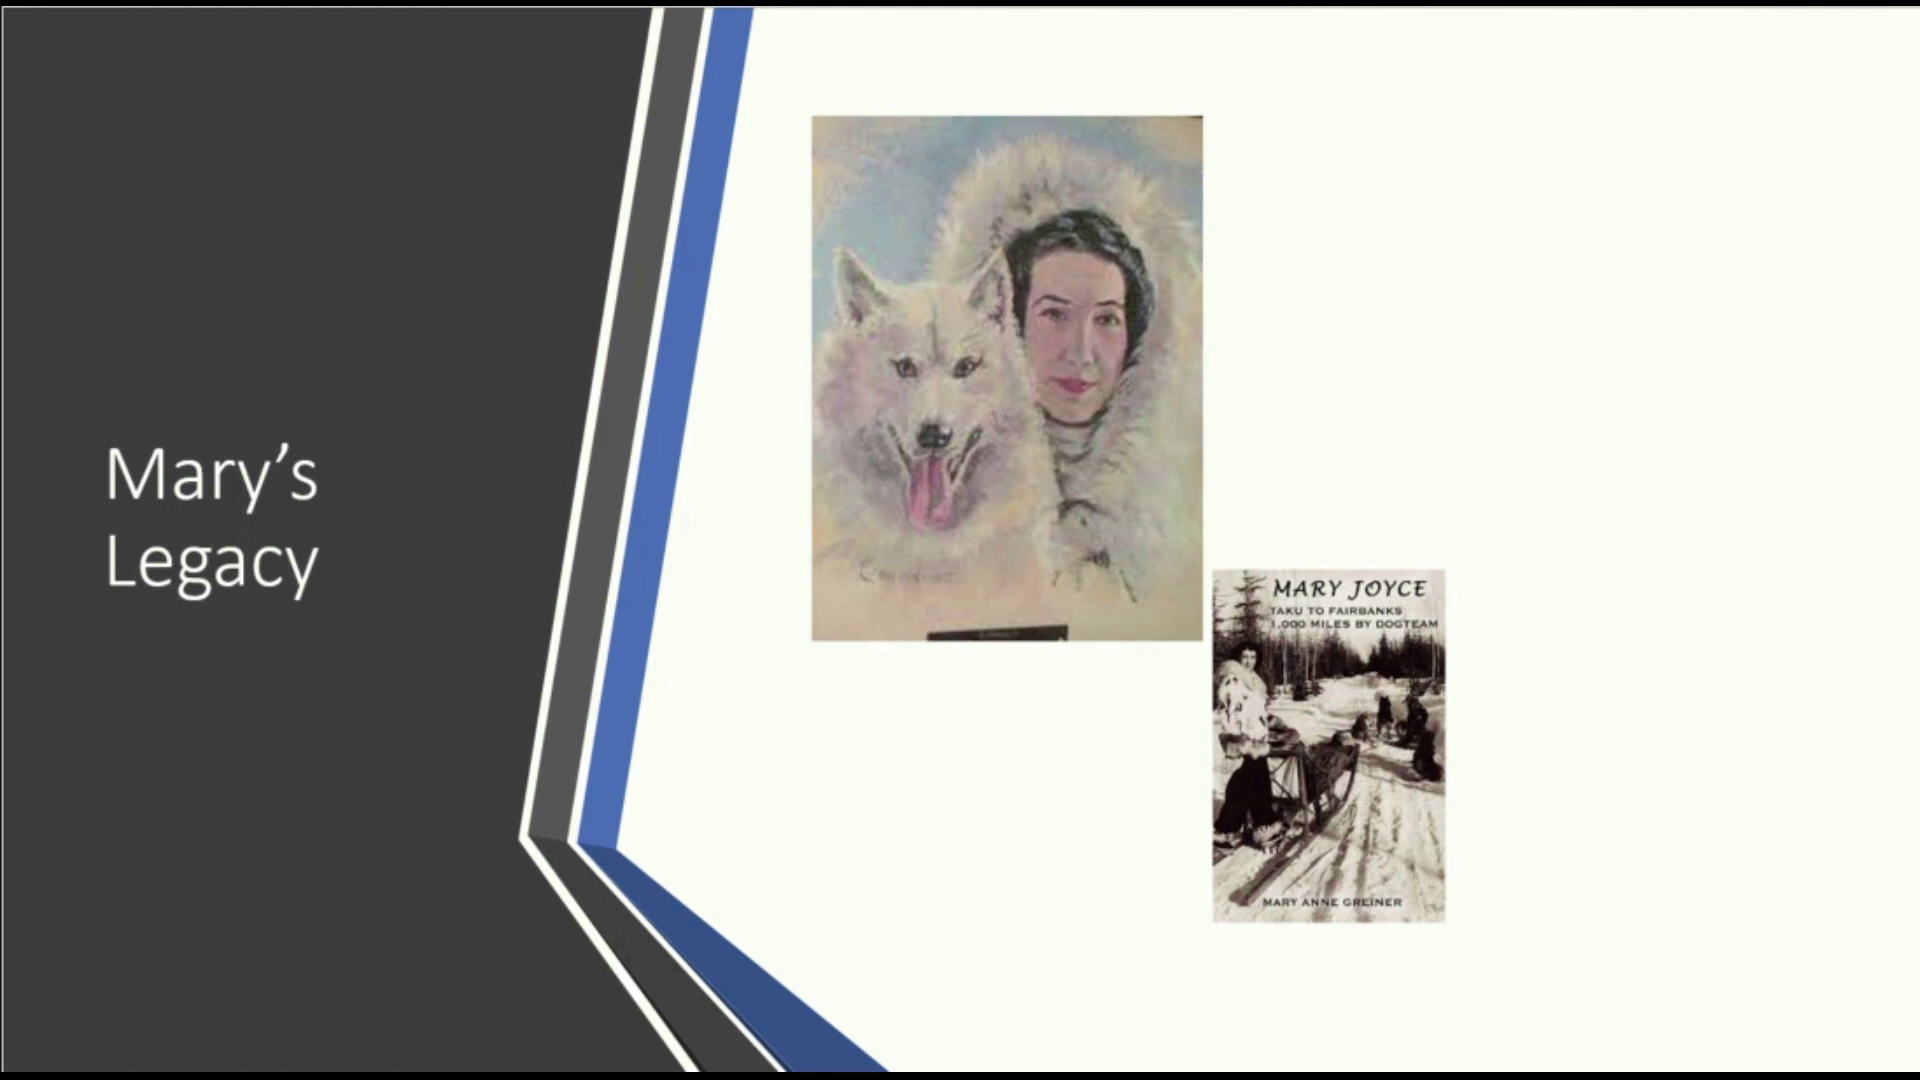 Mary’s
Legacy
MARY JOYCE
TAKU TO FAIRBANKS
1,000 MILES BY DOGTEAM
MARY ANNE GREINER